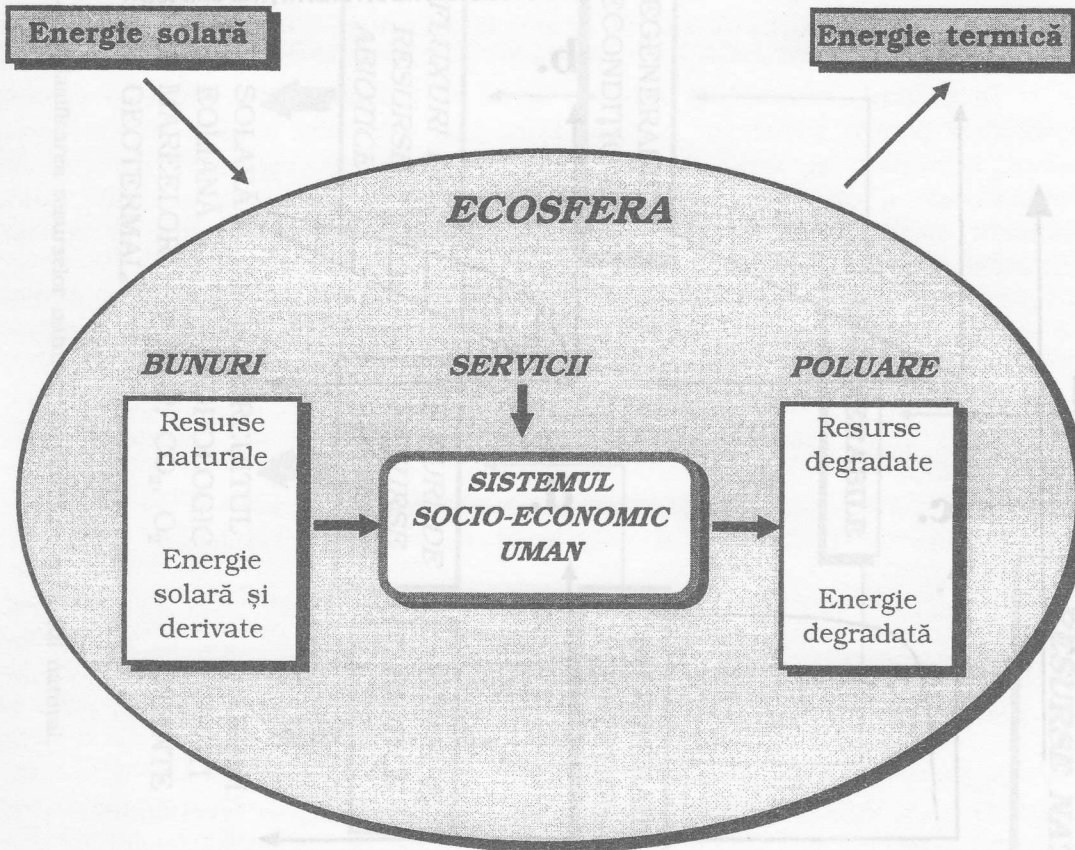 Energie solară
Energie termică
ECOSFERA
BUNURI
SERVICII
POLUARE
Resurse
naturale
Energie
solară și
derivate
SISTEMUL
SOCIO-ECONOMIC
UMAN
Resurse
degradate
Energie
degradată